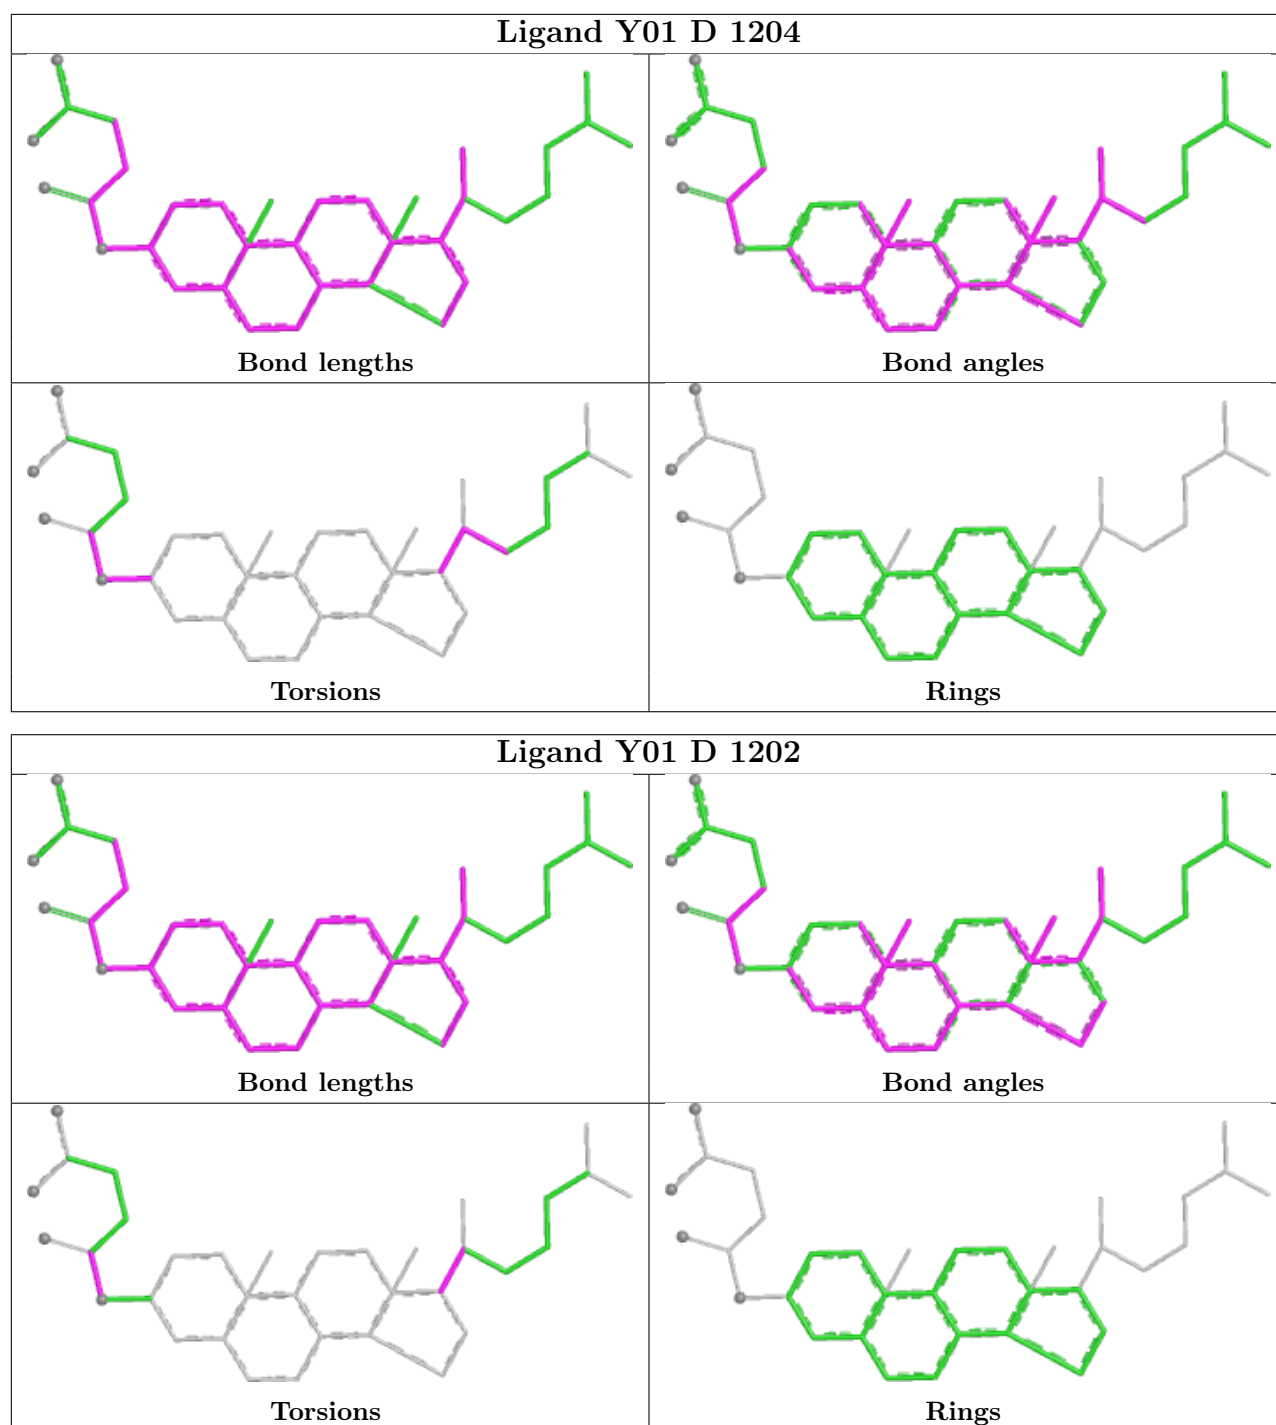 Ligand Y01 D 1204
Bond lengths
Bond angles
Torsions
Rings
Ligand Y01 D 1202
Bond lengths
Bond angles
Torsions
Rings